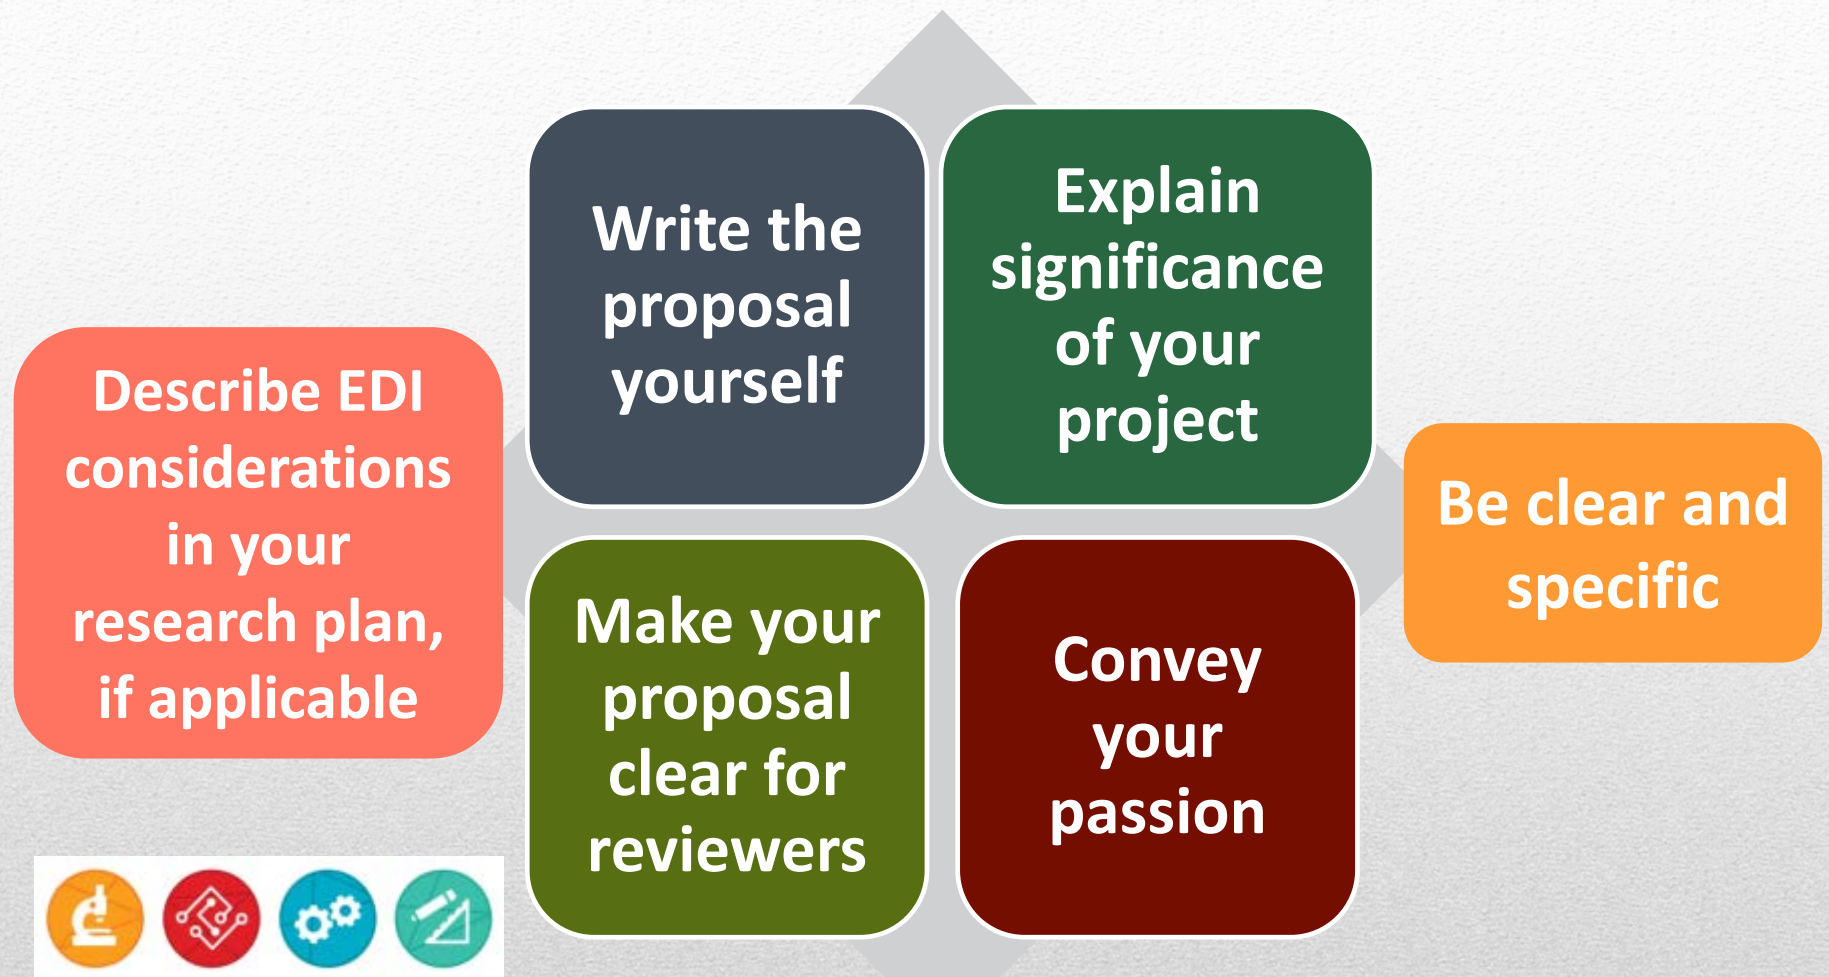 Write the
proposal
yourself
Explain
significance
of your
project
Describe EDI
considerations
in your
research plan,
if applicable
Be clear and
specific
Make your
proposal
clear for
reviewers
Convey
your
passion